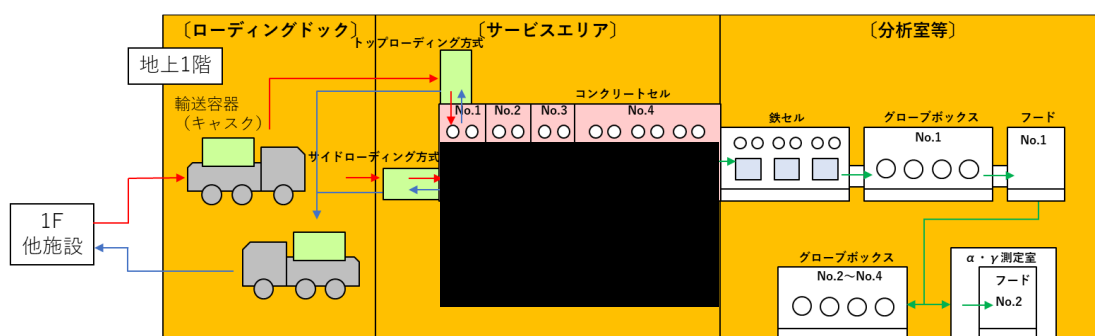 〔ローディングドック〕
〔サービスエリア〕
〔分析室等〕
トップローディング方式
地上1階
コンクリートセル
輸送容器
（キャスク）
No.1
No.2
No.3
No.4
鉄セル
グローブボックス
No.1
フード
No.1
サイドローディング方式
1F
他施設
グローブボックス
No.2～No.4
α・γ測定室
フード
No.2